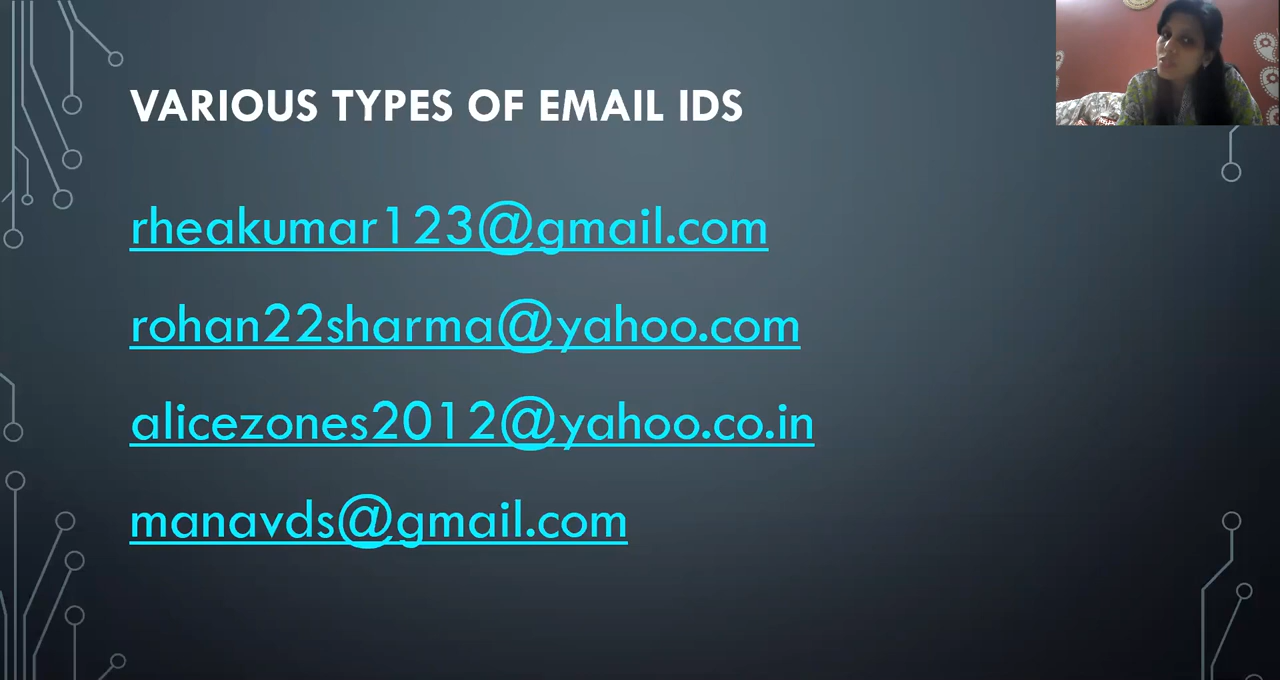 VARIOUS TYPES OF EMAIL IDS
rheakumar123@gmail.com
rohan22sharma@yahoo.com
alicezones2012@yahoo.co.in
manavds@gmail.com